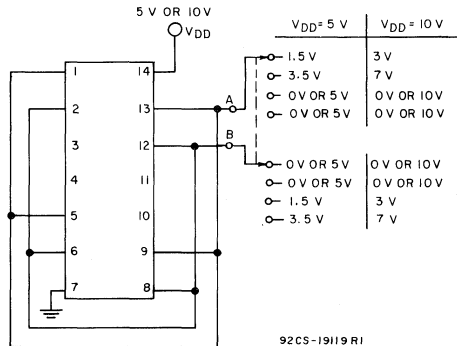 5 V OR 10 V
VDD
VDD = 5 V VDD = 10 V
1.5 V 3 V
3.5 V 7 V
0 V OR 5 V 0 V OR 10 V
0 V OR 5 V 0 V OR 10 V
A
B
0 V OR 5 V 0 V OR 10 V
0 V OR 5 V 0 V OR 10 V
1.5 V 3 V
3.5 V 7 V
1 14
2 13
3 12
4 11
5 10
6 9
7 8
92CS-19119 R1